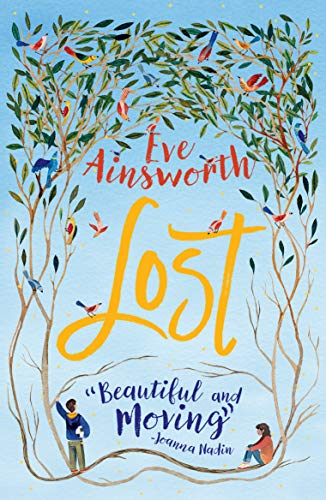 Eve
Ainsworth
Lost
"Beautiful and
Moving"
-Joanna Nadin